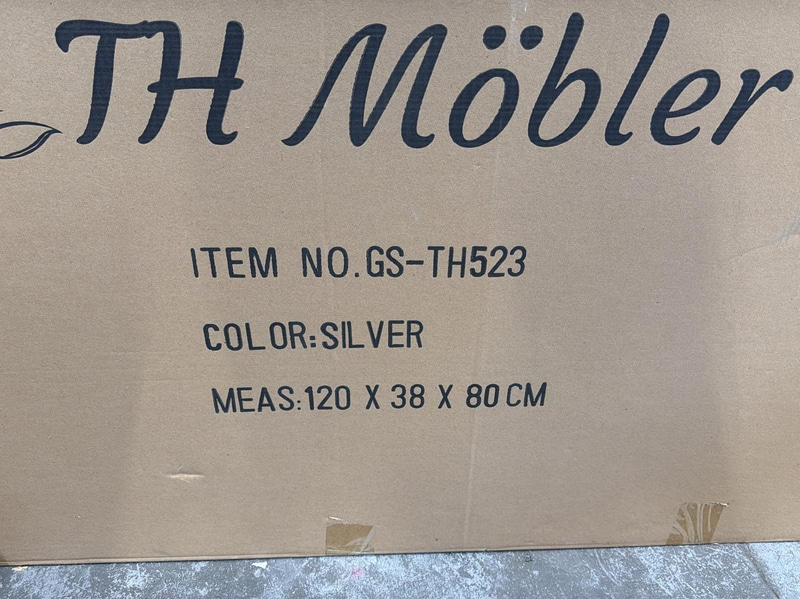 TH Möbler
ITEM NO.GS-TH523
COLOR:SILVER
MEAS:120 X 38 X 80 CM